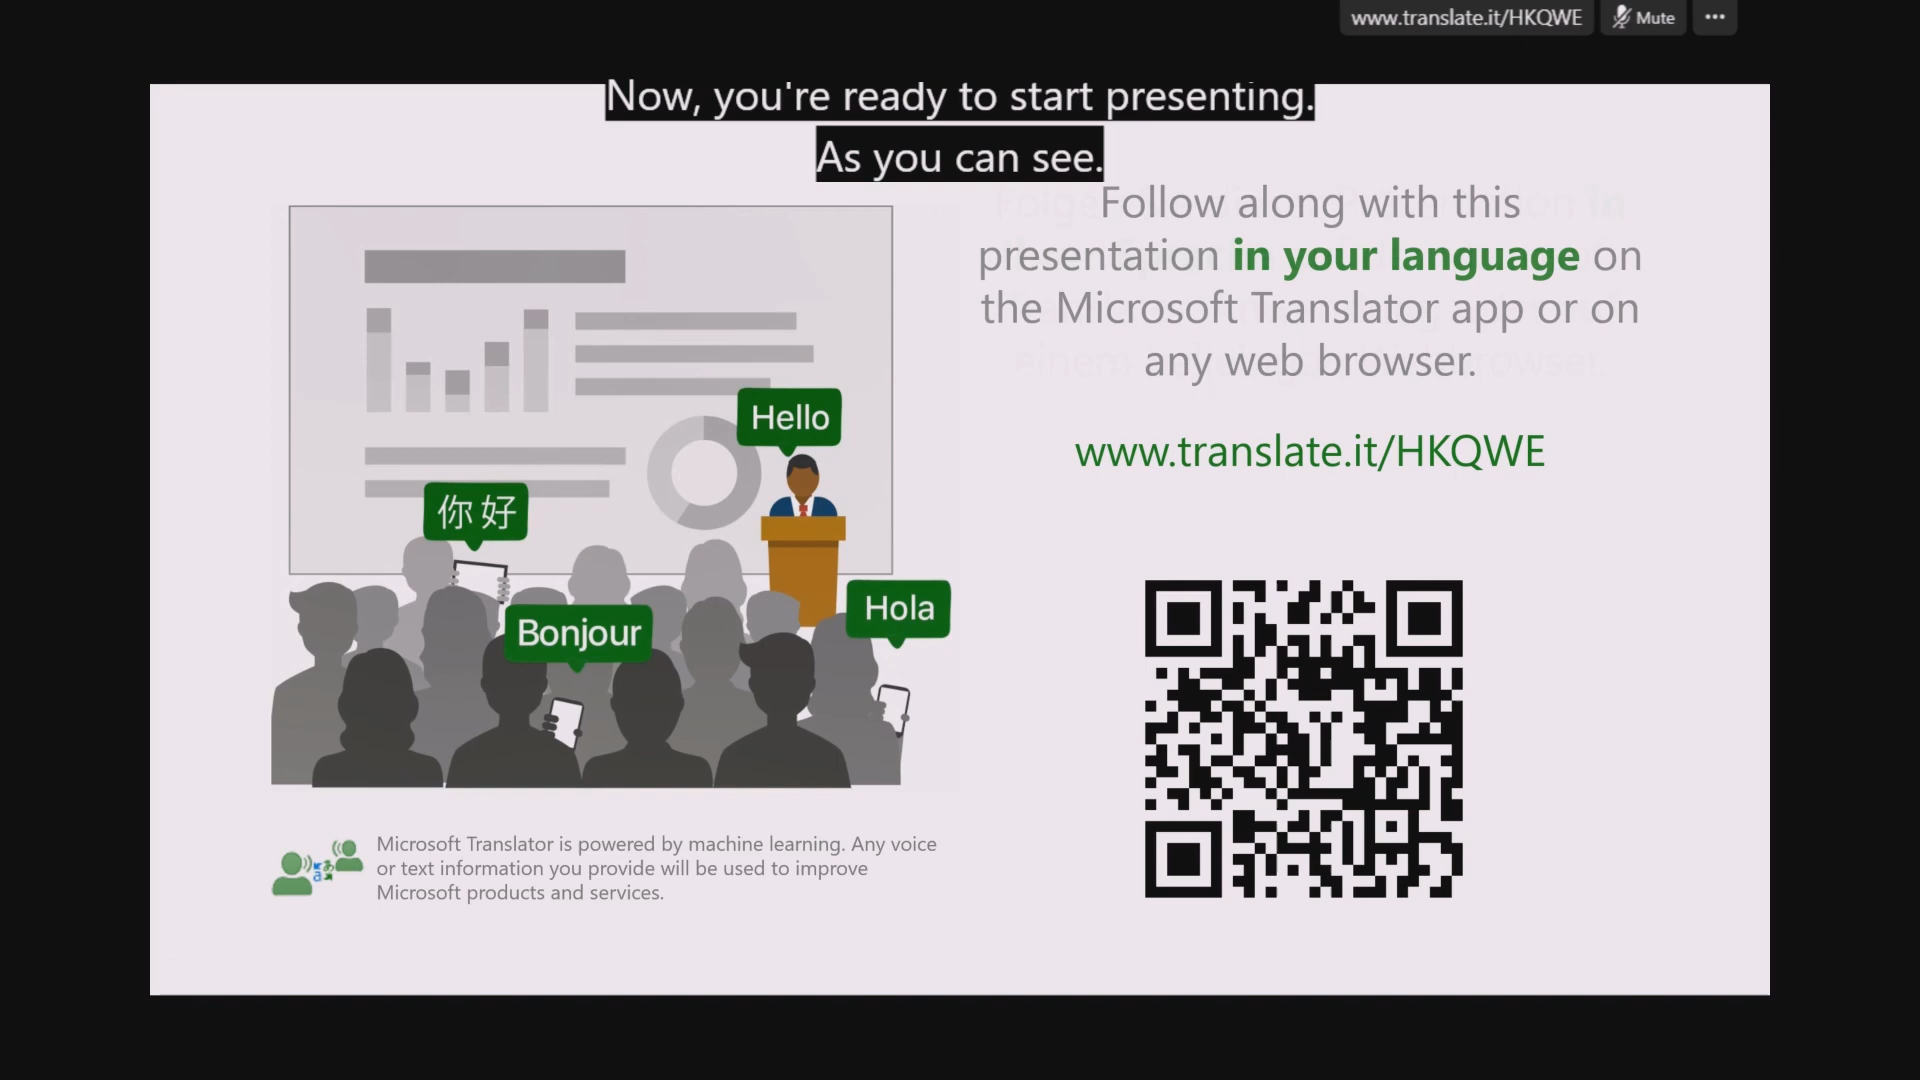 www.translate.it/HKQWE
Mute
Now, you're ready to start presenting.
As you can see.
Follow along with this
presentation in your language on
the Microsoft Translator app or on
any web browser.
www.translate.it/HKQWE
Hello
你好
Bonjour
Hola
Microsoft Translator is powered by machine learning. Any voice
or text information you provide will be used to improve
Microsoft products and services.